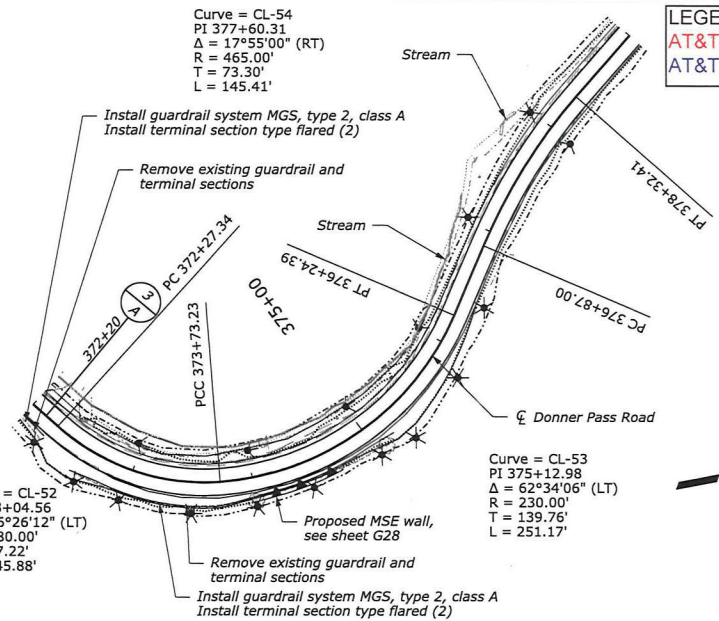 Curve = CL-54
PI 377+60.31
Δ = 17°55'00" (RT)
R = 465.00'
T = 73.30'
L = 145.41'
LEGE
AT&T
AT&T
Stream
Install guardrail system MGS, type 2, class A
Install terminal section type flared (2)
Remove existing guardrail and
terminal sections
Stream
PT 378+32.41
PC 372+27.34
372+20
3
A
375+00
PT 376+24.39
PC 376+87.00
PCC 373+73.23
℄ Donner Pass Road
Curve = CL-53
PI 375+12.98
Δ = 62°34'06" (LT)
R = 230.00'
T = 139.76'
L = 251.17'
= CL-52
+04.56
°26'12" (LT)
30.00'
7.22'
45.88'
Proposed MSE wall,
see sheet G28
Remove existing guardrail and
terminal sections
Install guardrail system MGS, type 2, class A
Install terminal section type flared (2)